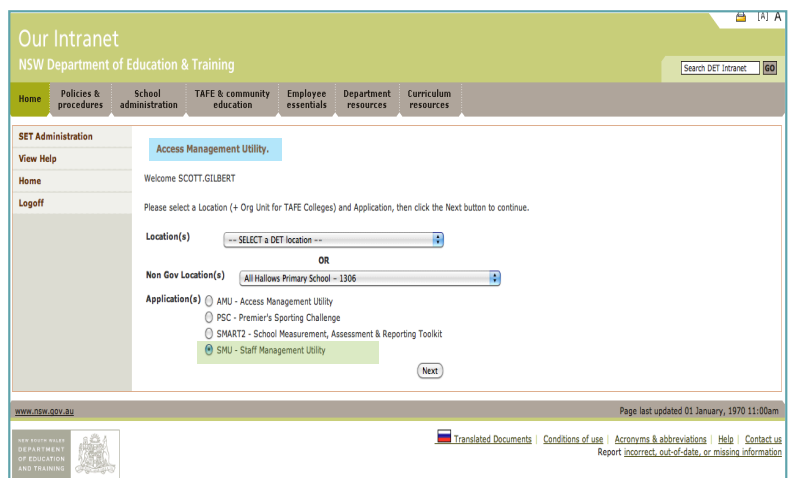 [A] A
Our Intranet
NSW Department of Education & Training
Search DET Intranet GO
Home
Policies & procedures
School administration
TAFE & community education
Employee essentials
Department resources
Curriculum resources
SET Administration
View Help
Home
Logoff
Access Management Utility.
Welcome SCOTT.GILBERT
Please select a Location (+ Org Unit for TAFE Colleges) and Application, then click the Next button to continue.
Location(s) -- SELECT a DET location --
OR
Non Gov Location(s) All Hallows Primary School - 1306
Application(s) AMU - Access Management Utility
PSC - Premier's Sporting Challenge
SMART2 - School Measurement, Assessment & Reporting Toolkit
SMU - Staff Management Utility
Next
www.nsw.gov.au Page last updated 01 January, 1970 11:00am
NEW SOUTH WALES
DEPARTMENT
OF EDUCATION
AND TRAINING
Translated Documents | Conditions of use | Acronyms & abbreviations | Help | Contact us
Report incorrect, out-of-date, or missing information